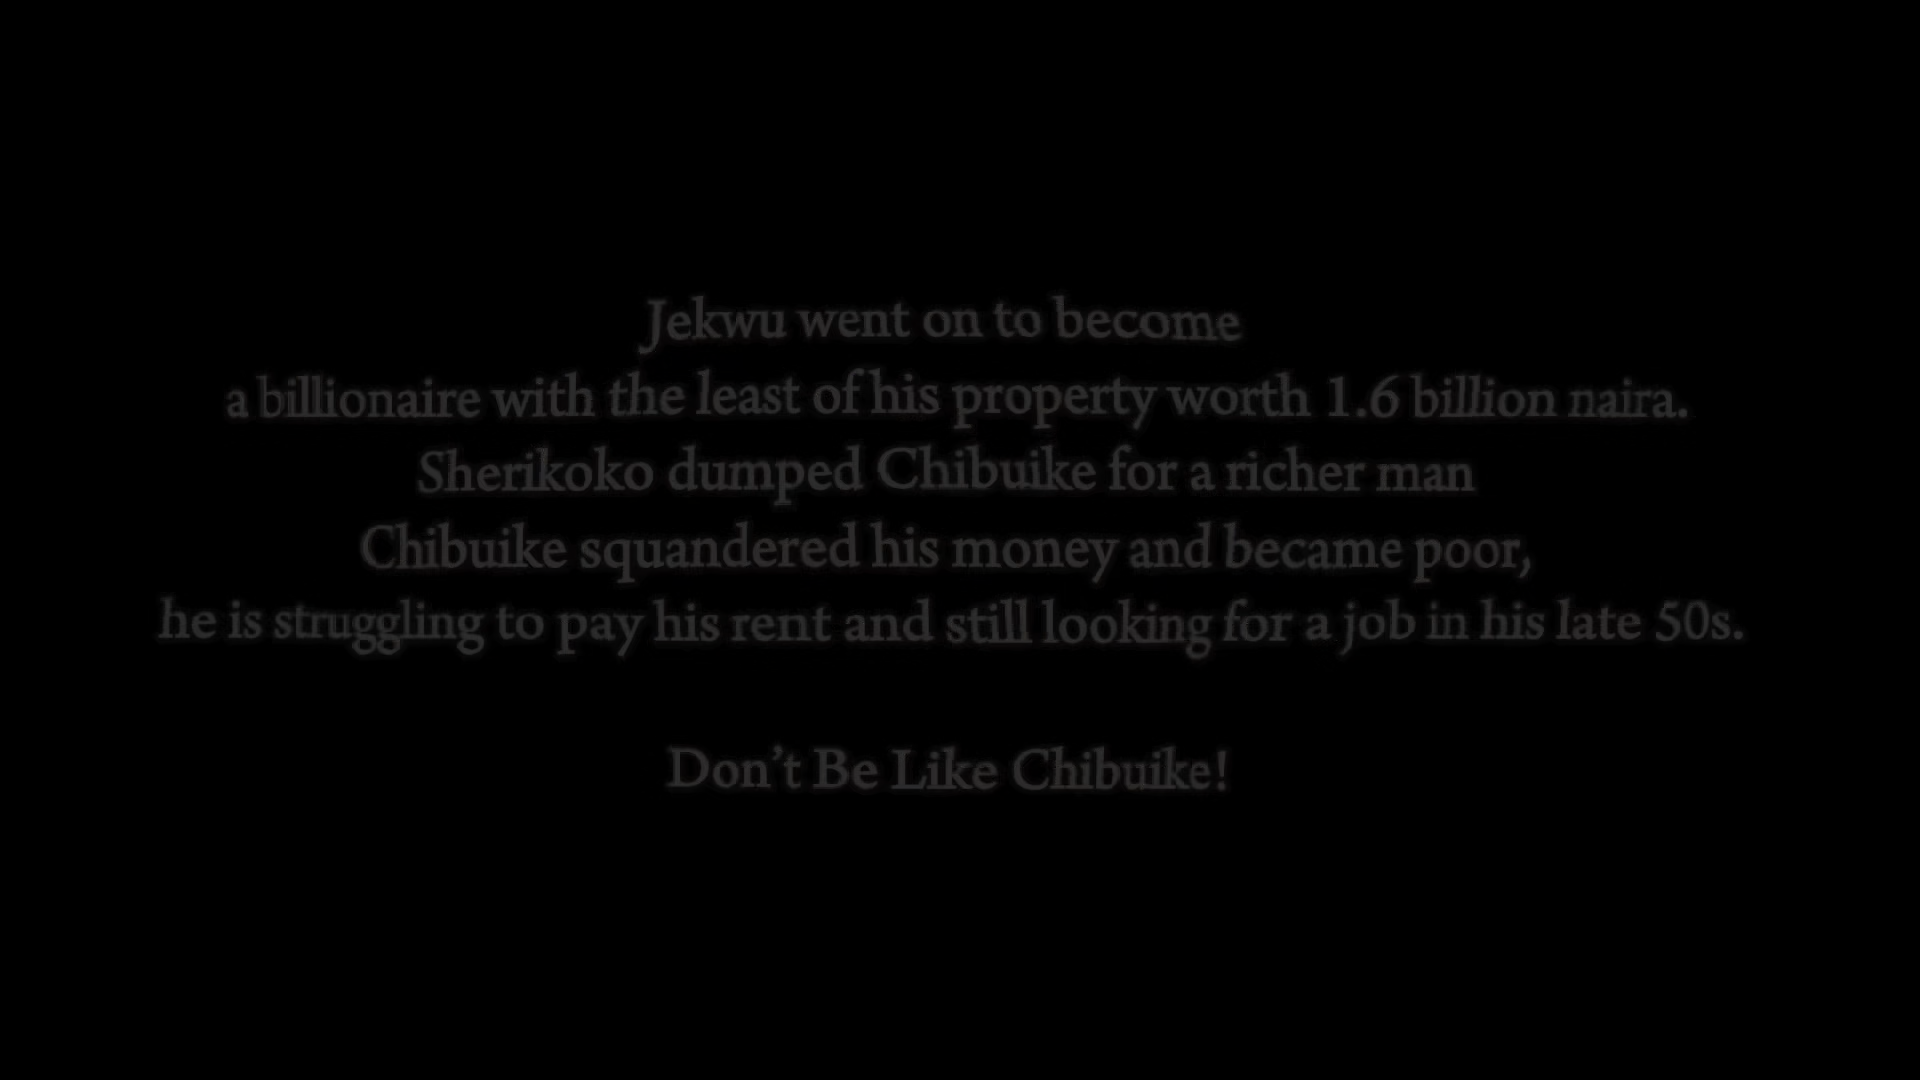 Jekwu went on to become
a billionaire with the least of his property worth 1.6 billion naira.
Sherikoko dumped Chibuike for a richer man
Chibuike squandered his money and became poor,
he is struggling to pay his rent and still looking for a job in his late 50s.
Don't Be Like Chibuike!